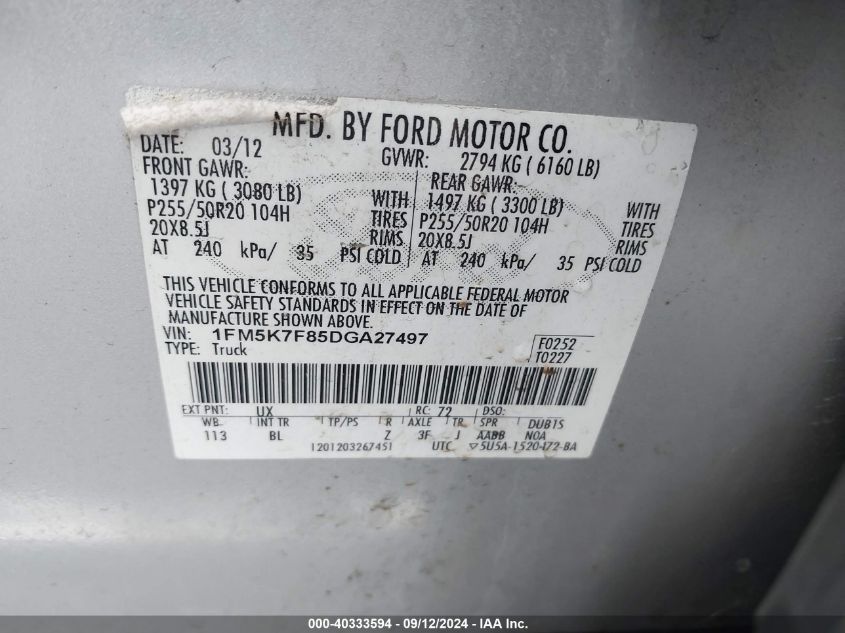 MFD. BY FORD MOTOR CO.
DATE: 03/12 GVWR: 2794 KG ( 6160 LB)
FRONT GAWR: REAR GAWR:
1397 KG ( 3080 LB) WITH 1497 KG ( 3300 LB) WITH
P255/50R20 104H TIRES P255/50R20 104H TIRES
20X8.5J RIMS 20X8.5J RIMS
AT 240 kPa/ 35 PSI COLD AT 240 kPa/ 35 PSI COLD
THIS VEHICLE CONFORMS TO ALL APPLICABLE FEDERAL MOTOR
VEHICLE SAFETY STANDARDS IN EFFECT ON THE DATE OF
MANUFACTURE SHOWN ABOVE.
VIN: 1FM5K7F85DGA27497 F0252
TYPE: Truck T0227
EXT PNT: UX RC: 72 DSO:
WB INT TR TP/PS R AXLE TR SPR DUB1S
113 BL Z 3F J AABB N0A
1201203267451 UTC ▽5U5A-1520472-BA
000-40333594 - 09/12/2024 - IAA Inc.